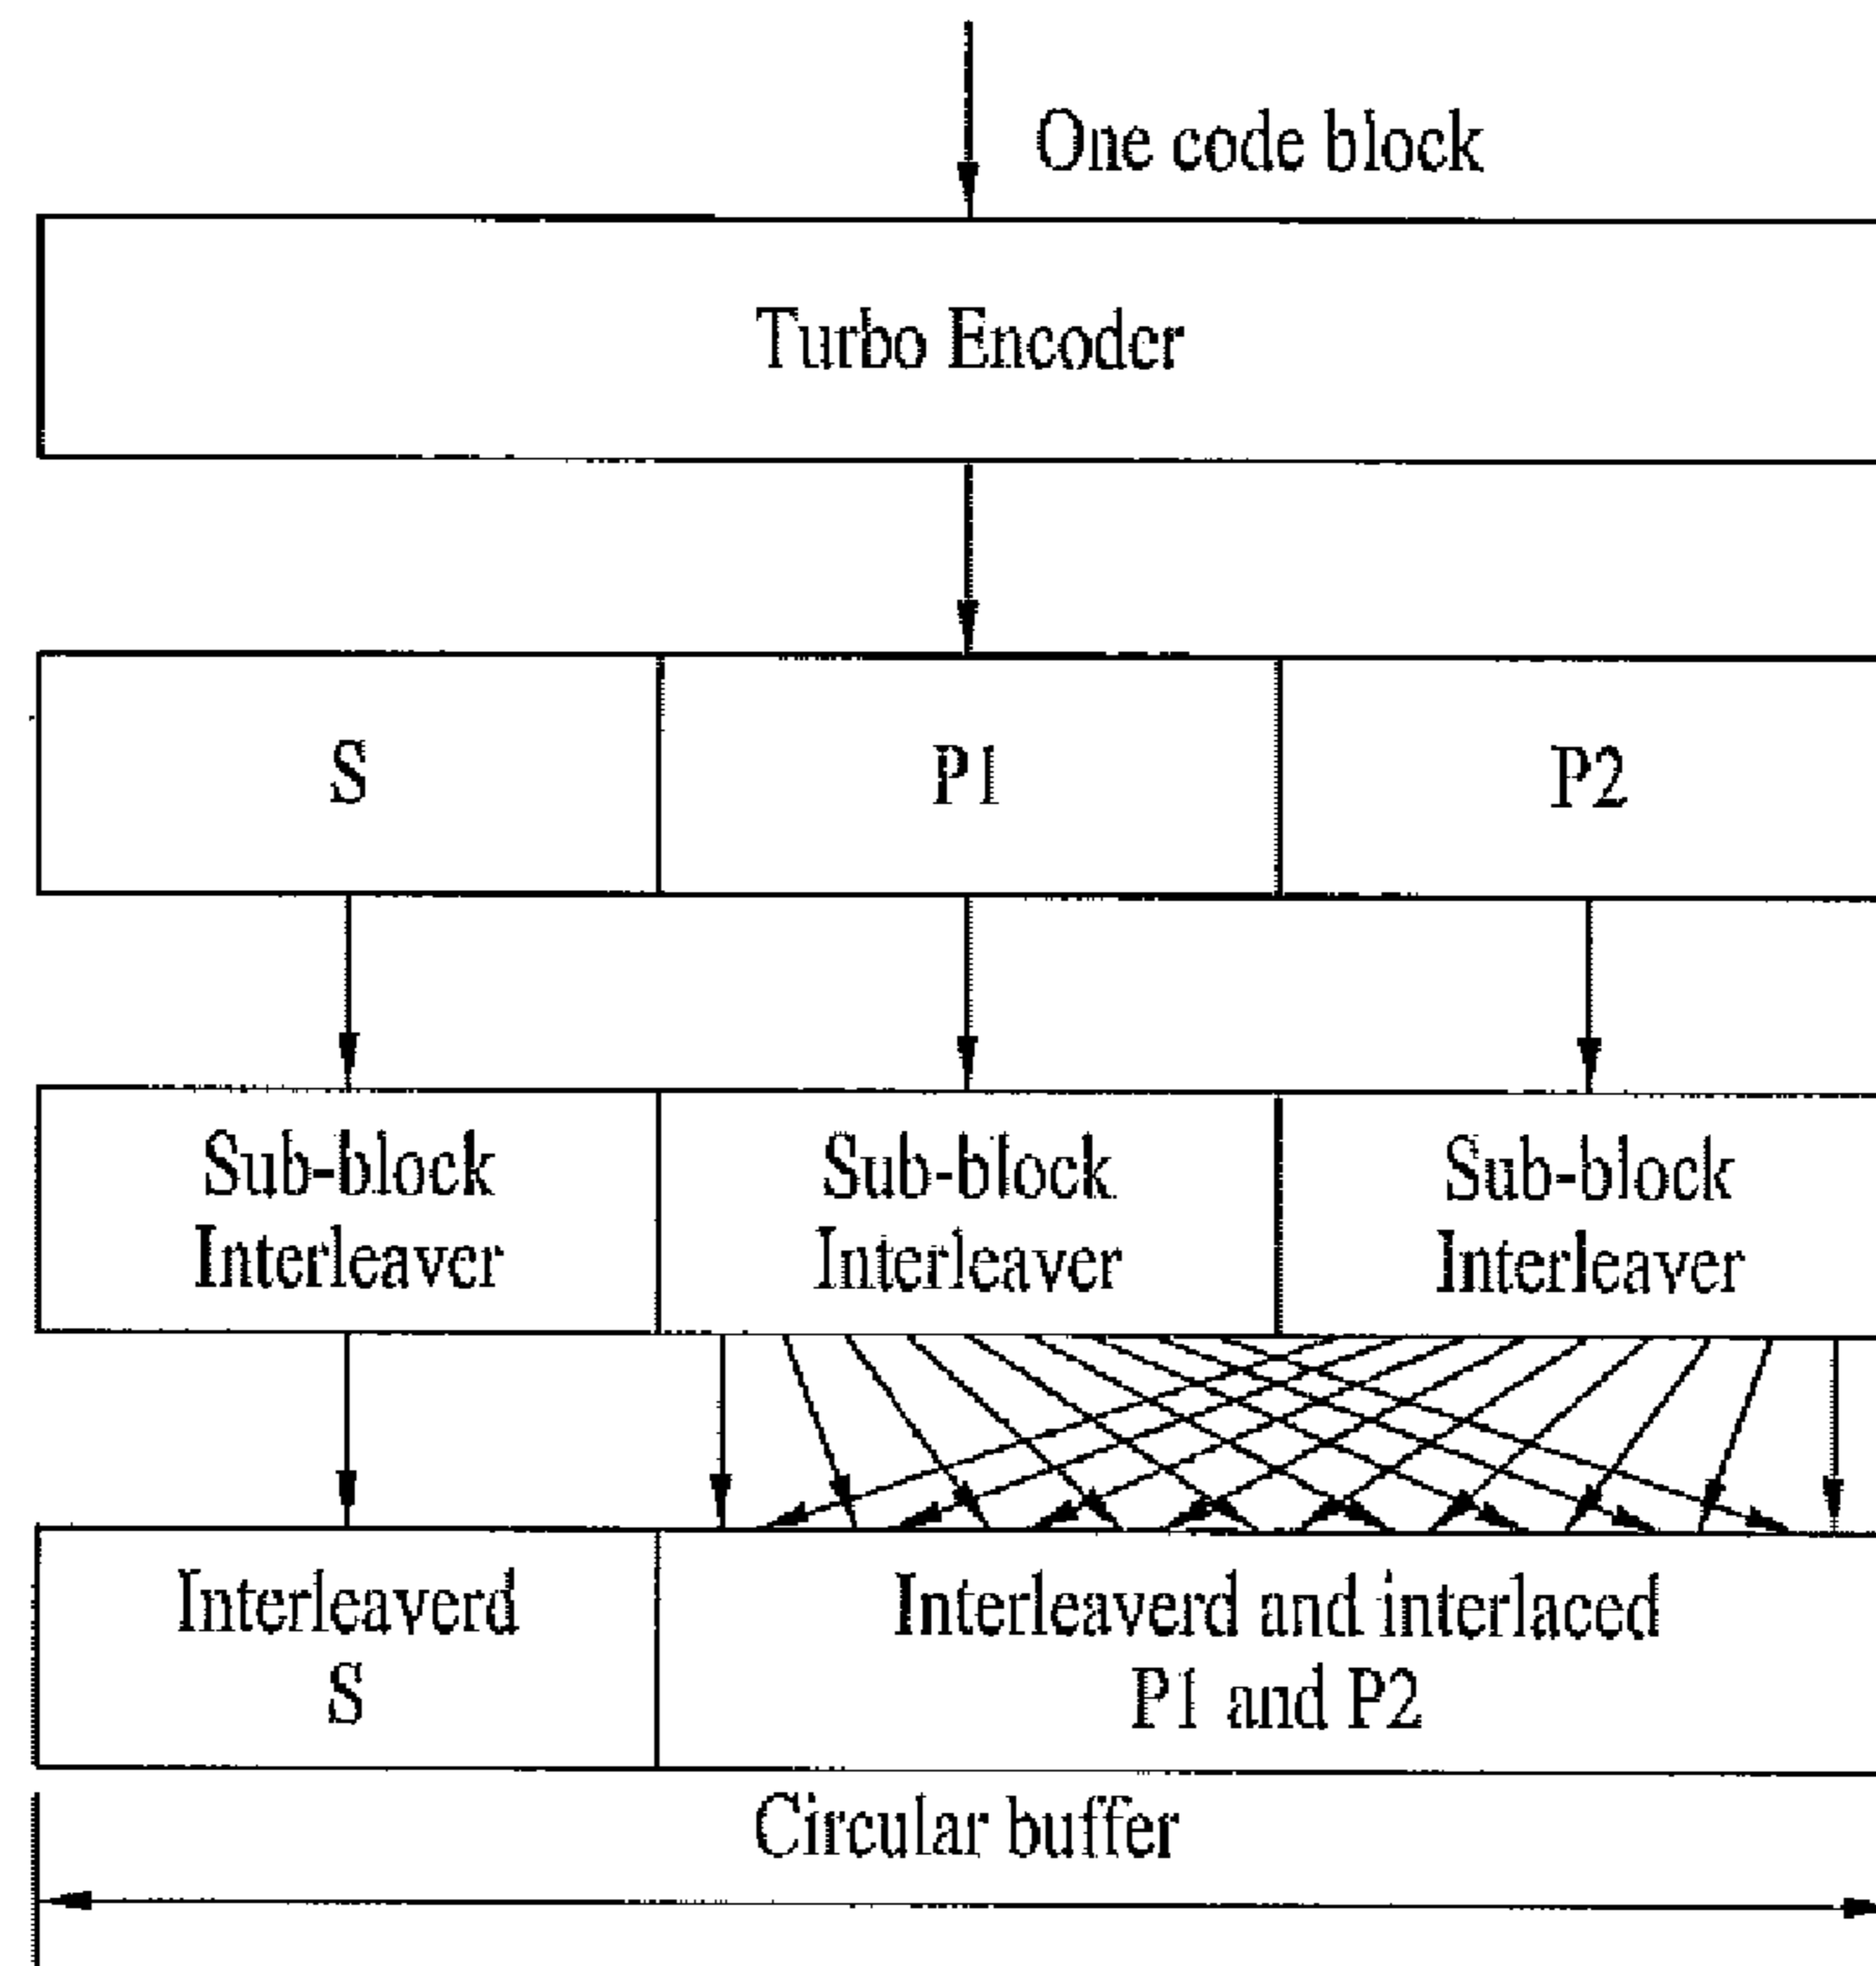 One code block
Turbo Encoder
S
P1
P2
Sub-block
Interleaver
Sub-block
Interleaver
Sub-block
Interleaver
Interleaverd
S
Interleaverd and interlaced
P1 and P2
Circular buffer